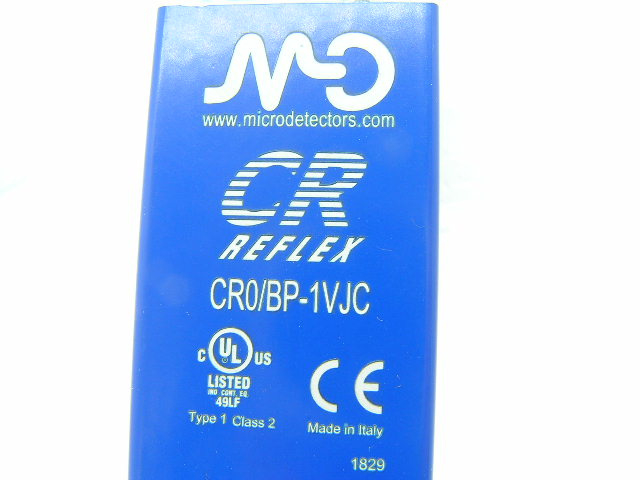 MD
www.microdetectors.com
CR
REFLEX
CR0/BP-1VJC
C UL US
LISTED
IND. CONT. EQ.
49LF
Type 1 Class 2
CE
Made in Italy
1829